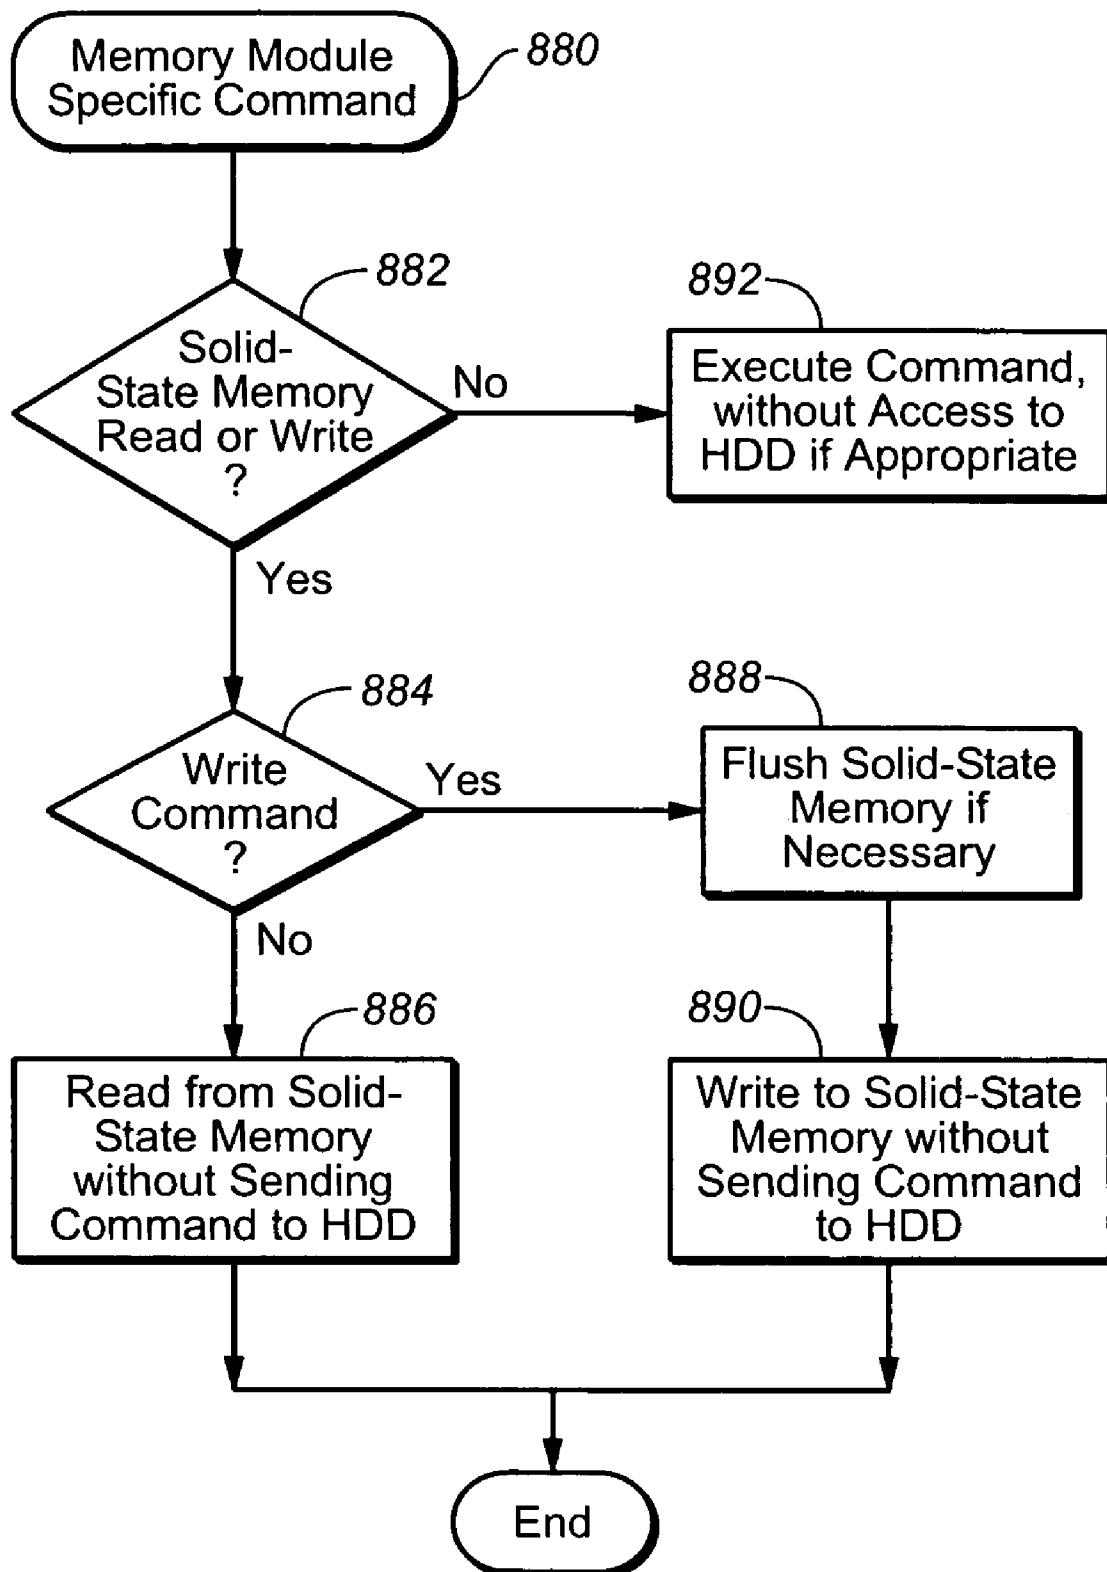 Memory Module
Specific Command
880
882
Solid-
State Memory
Read or Write
?
No
892
Execute Command,
without Access to
HDD if Appropriate
Yes
884
Write
Command
?
Yes
888
Flush Solid-State
Memory if
Necessary
No
886
Read from Solid-
State Memory
without Sending
Command to HDD
890
Write to Solid-State
Memory without
Sending Command
to HDD
End